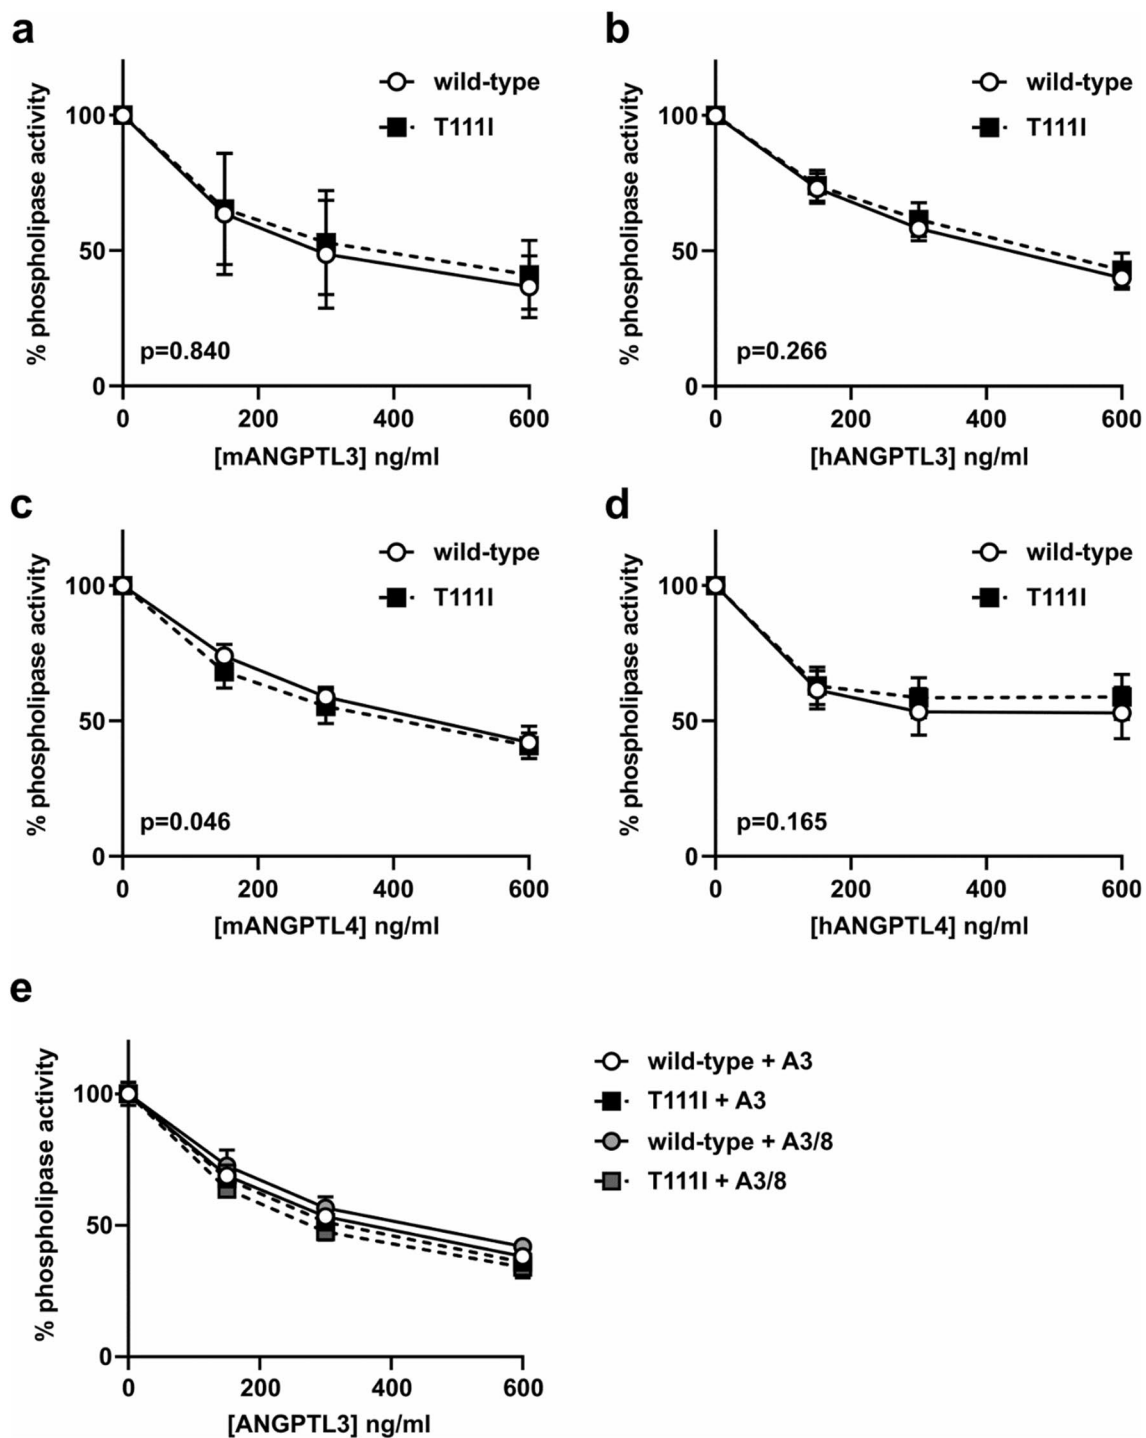 a
wild-type
T111I
% phospholipase activity
100
50
0
p=0.840
0 200 400 600
[mANGPTL3] ng/ml
b
wild-type
T111I
% phospholipase activity
100
50
0
p=0.266
0 200 400 600
[hANGPTL3] ng/ml
c
wild-type
T111I
% phospholipase activity
100
50
0
p=0.046
0 200 400 600
[mANGPTL4] ng/ml
d
wild-type
T111I
% phospholipase activity
100
50
0
p=0.165
0 200 400 600
[hANGPTL4] ng/ml
e
% phospholipase activity
100
50
0
0 200 400 600
[ANGPTL3] ng/ml
wild-type + A3
T111I + A3
wild-type + A3/8
T111I + A3/8